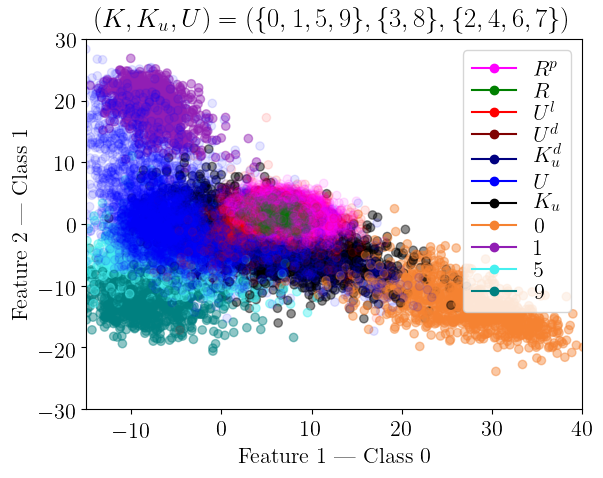 (K, K_u, U) = ({0, 1, 5, 9}, {3, 8}, {2, 4, 6, 7})
30
20
10
0
−10
−20
−30
Feature 2 — Class 1
R^p
R
U^l
U^d
K_u^d
U
K_u
0
1
5
9
−10
0
10
20
30
40
Feature 1 — Class 0